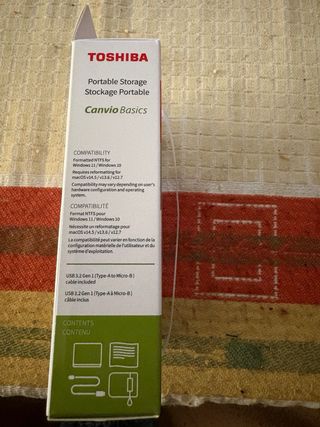 TOSHIBA
Portable Storage
Stockage Portable
Canvio Basics
COMPATIBILITY
Formatted NTFS for
Windows 11 / Windows 10
Requires reformatting for
macOS v14.5 / v13.6 / v12.7
Compatibility may vary depending on user's
hardware configuration and operating
system.
COMPATIBILITÉ
Format NTFS pour
Windows 11 / Windows 10
Nécessite un reformatage pour
macOS v14.5 / v13.6 / v12.7
La compatibilité peut varier en fonction de la
configuration matérielle de l'utilisateur et du
système d'exploitation.
USB 3.2 Gen 1 (Type-A to Micro-B )
cable included
USB 3.2 Gen 1 (Type-A à Micro-B )
câble inclus
CONTENTS
CONTENU